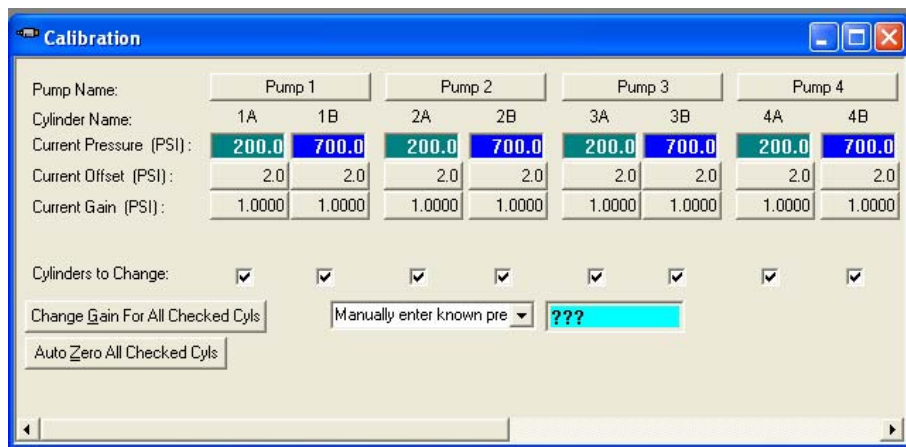 Calibration
Pump Name: Pump 1 Pump 2 Pump 3 Pump 4
Cylinder Name: 1A 1B 2A 2B 3A 3B 4A 4B
Current Pressure (PSI) : 200.0 700.0 200.0 700.0 200.0 700.0 200.0 700.0
Current Offset (PSI) : 2.0 2.0 2.0 2.0 2.0 2.0 2.0 2.0
Current Gain (PSI) : 1.0000 1.0000 1.0000 1.0000 1.0000 1.0000 1.0000 1.0000
Cylinders to Change:
Change Gain For All Checked Cyls Manually enter known pre ???
Auto Zero All Checked Cyls